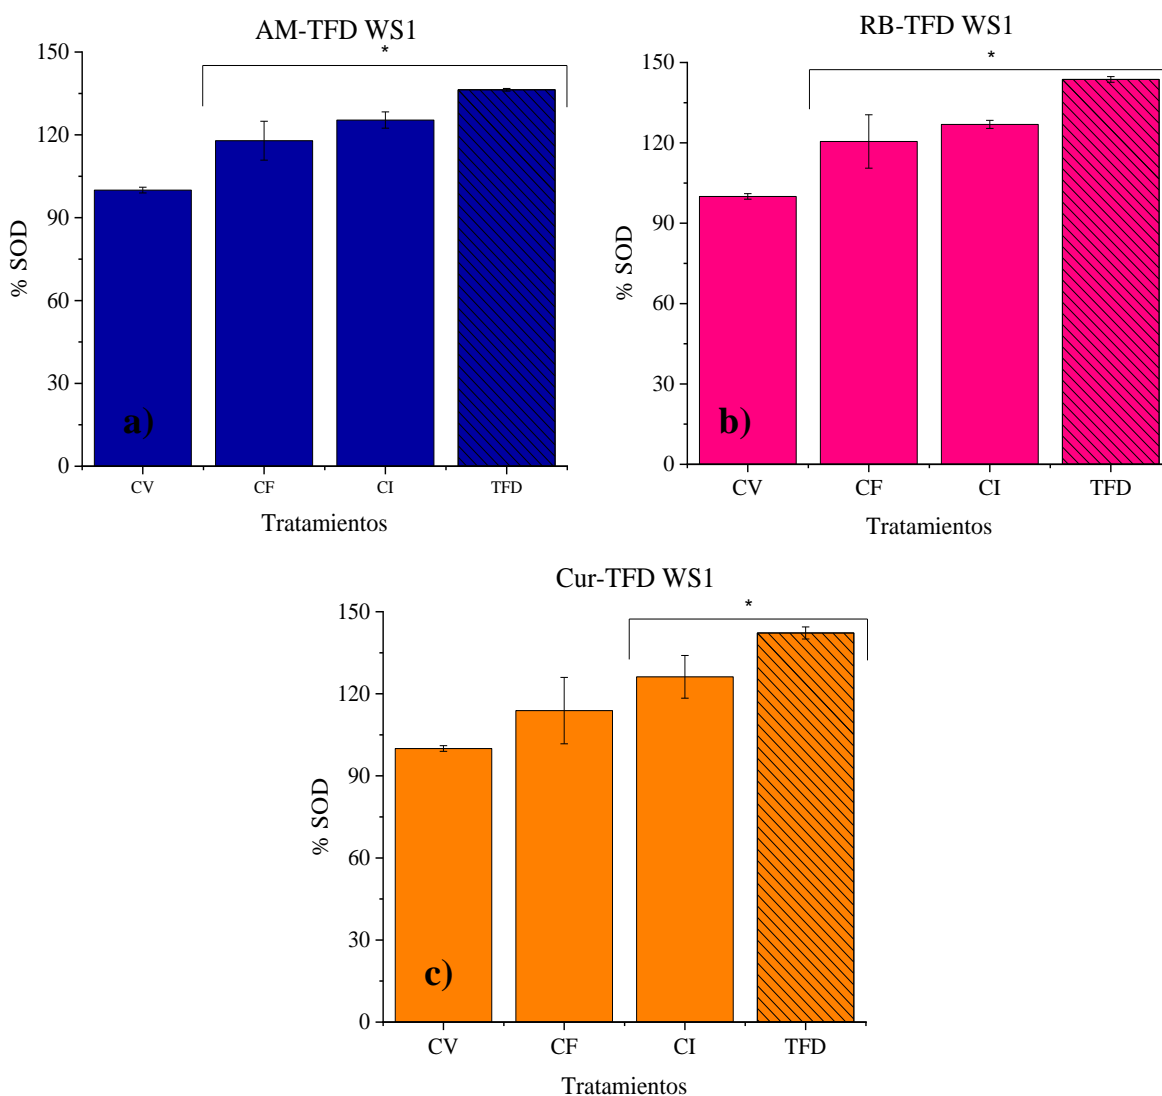 AM-TFD WS1
*
150
120
90
60
30
0
% SOD
a)
CV CF CI TFD
Tratamientos
RB-TFD WS1
*
150
120
90
60
30
0
% SOD
b)
CV CF CI TFD
Tratamientos
Cur-TFD WS1
*
150
120
90
60
30
0
% SOD
c)
CV CF CI TFD
Tratamientos